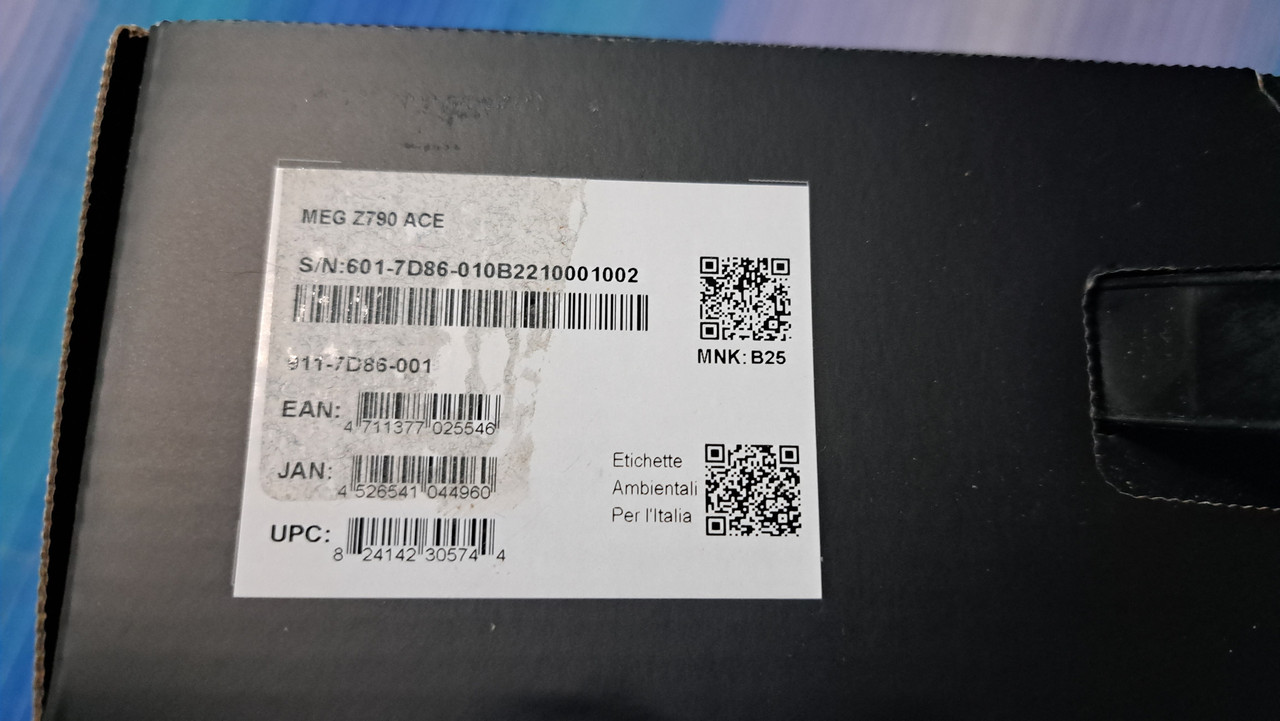 MEG Z790 ACE
S/N:601-7D86-010B2210001002
MNK: B25
911-7D86-001
EAN:
4 711377 025546
JAN:
4 526541 044960
UPC:
8 24142 30574 4
Etichette
Ambientali
Per l'Italia